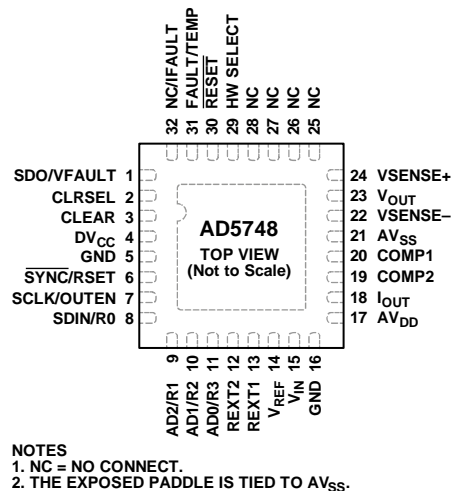 32 NC/IFAULT
31 FAULT/TEMP
30 RESET
29 HW SELECT
28 NC
27 NC
26 NC
25 NC
SDO/VFAULT 1
CLRSEL 2
CLEAR 3
DVCC 4
GND 5
SYNC/RSET 6
SCLK/OUTEN 7
SDIN/R0 8
AD5748
TOP VIEW
(Not to Scale)
24 VSENSE+
23 VOUT
22 VSENSE–
21 AVSS
20 COMP1
19 COMP2
18 IOUT
17 AVDD
AD2/R1 9
AD1/R2 10
AD0/R3 11
REXT2 12
REXT1 13
VREF 14
VIN 15
GND 16
NOTES
1. NC = NO CONNECT.
2. THE EXPOSED PADDLE IS TIED TO AVSS.